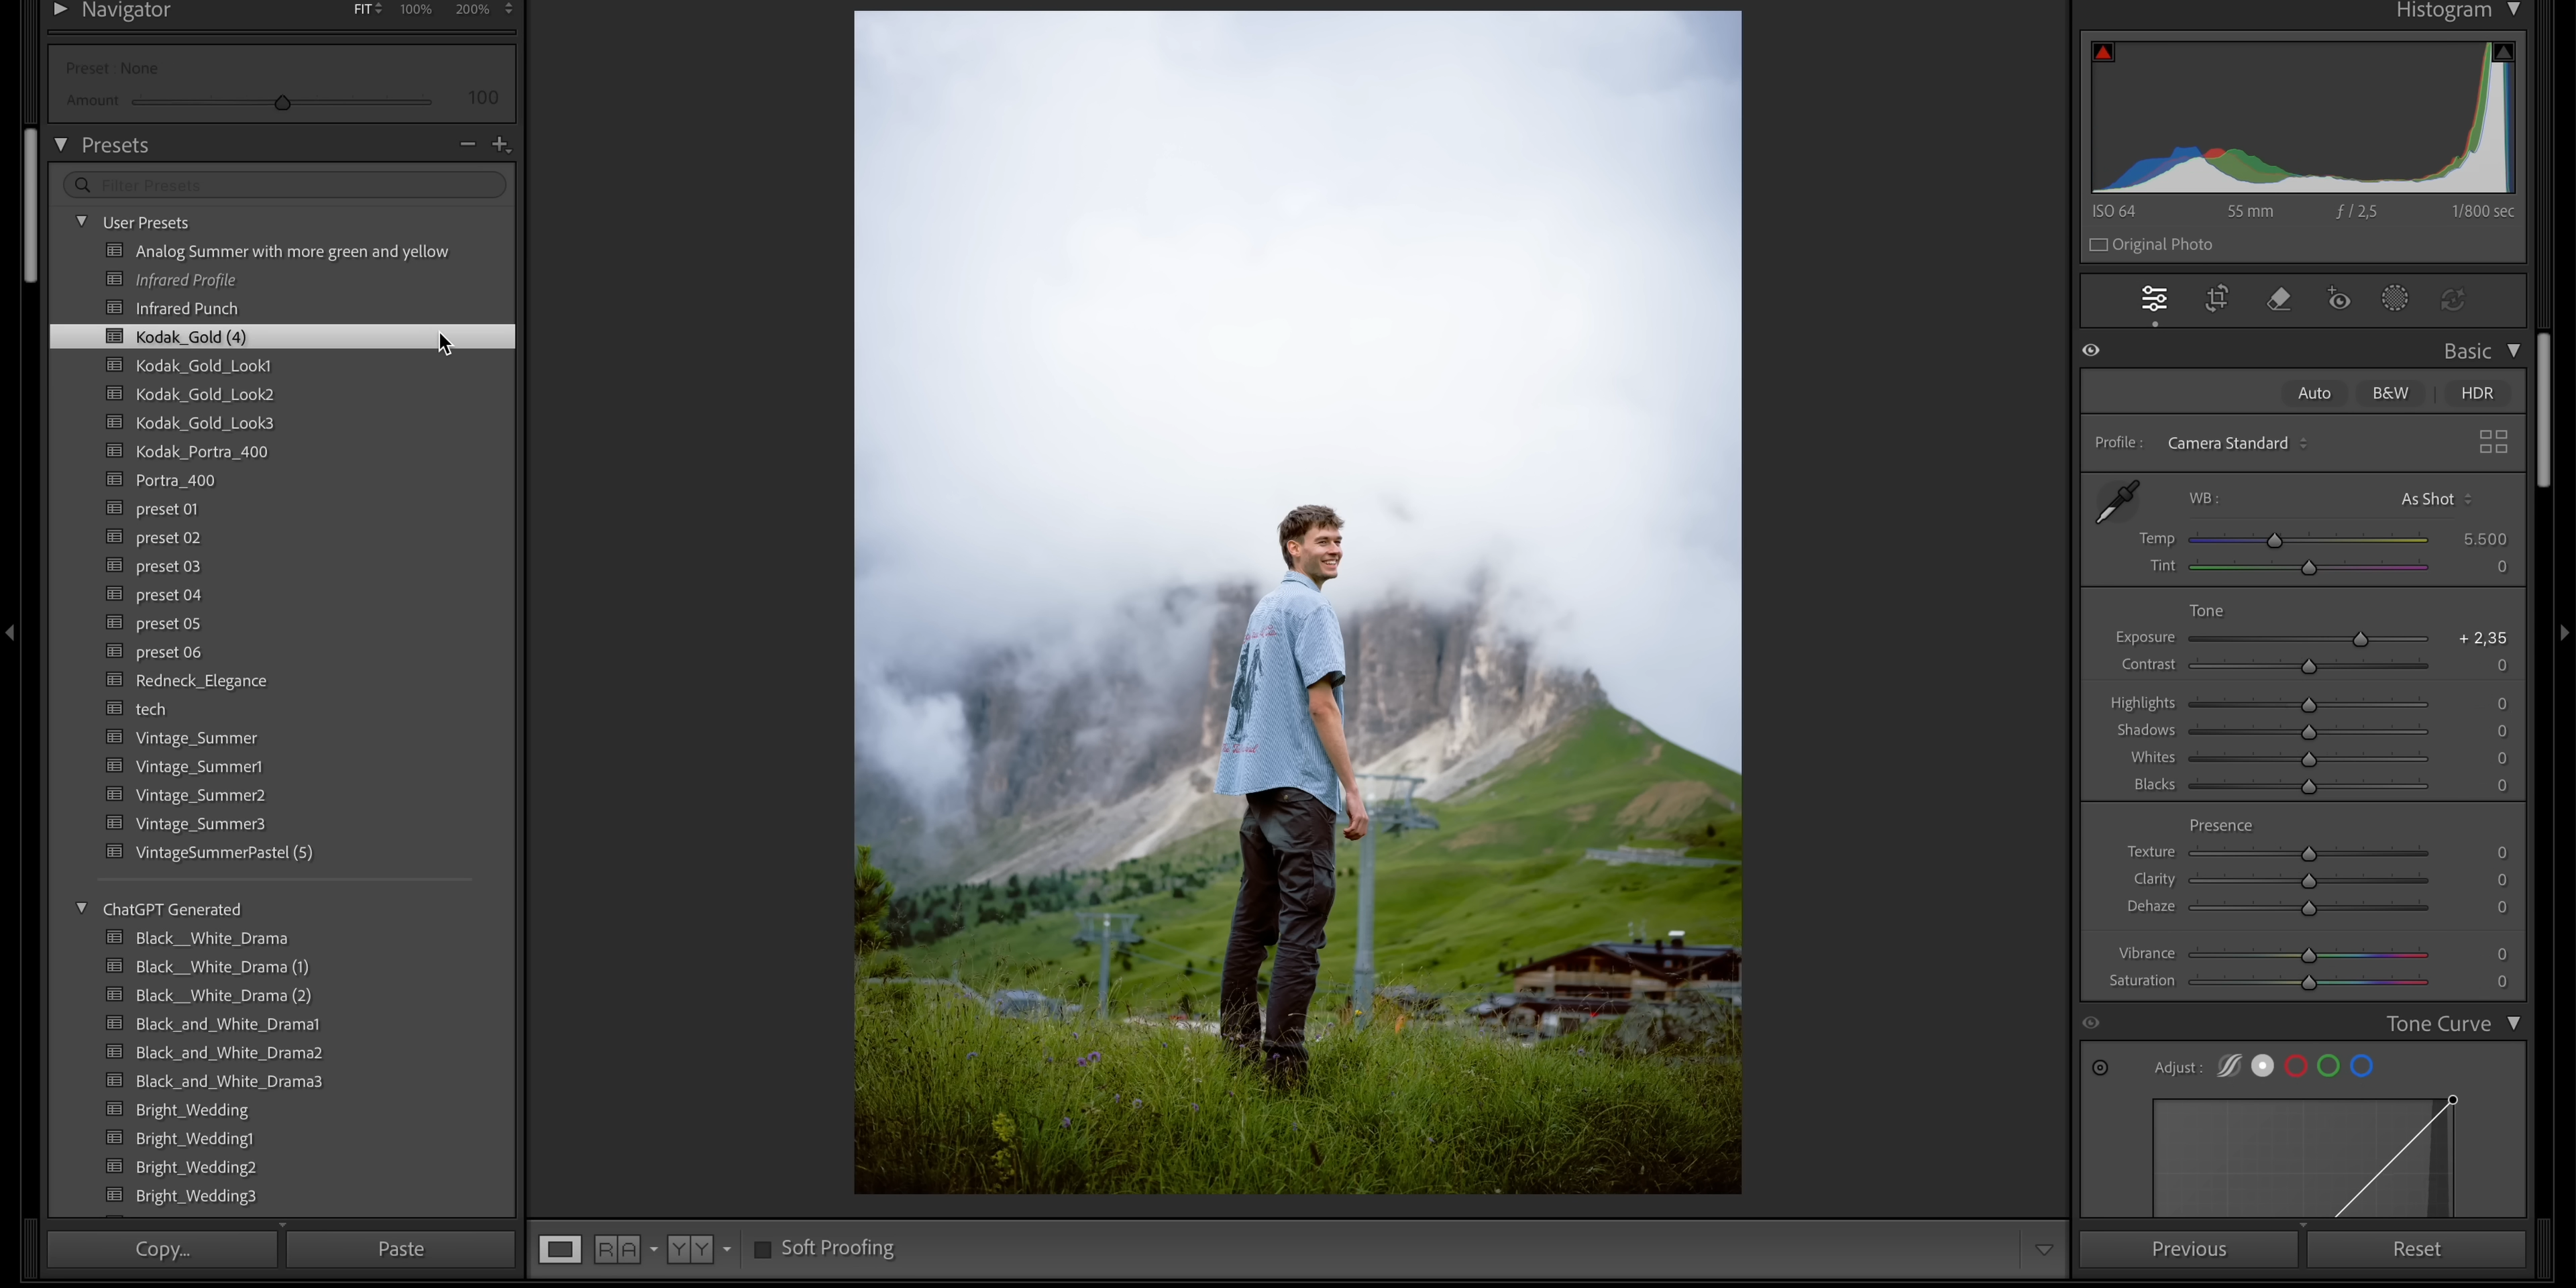 Navigator FIT 100% 200%
Preset : None
Amount 100
Presets
Filter Presets
User Presets
Analog Summer with more green and yellow
Infrared Profile
Infrared Punch
Kodak_Gold (4)
Kodak_Gold_Look1
Kodak_Gold_Look2
Kodak_Gold_Look3
Kodak_Portra_400
Portra_400
preset 01
preset 02
preset 03
preset 04
preset 05
preset 06
Redneck_Elegance
tech
Vintage_Summer
Vintage_Summer1
Vintage_Summer2
Vintage_Summer3
VintageSummerPastel (5)
ChatGPT Generated
Black__White_Drama
Black__White_Drama (1)
Black__White_Drama (2)
Black_and_White_Drama1
Black_and_White_Drama2
Black_and_White_Drama3
Bright_Wedding
Bright_Wedding1
Bright_Wedding2
Bright_Wedding3
Copy... Paste
R A Y Y Soft Proofing
Histogram
ISO 64 55 mm ƒ / 2,5 1/800 sec
Original Photo
Basic
Auto B&W HDR
Profile : Camera Standard
WB : As Shot
Temp 5.500
Tint 0
Tone
Exposure + 2,35
Contrast 0
Highlights 0
Shadows 0
Whites 0
Blacks 0
Presence
Texture 0
Clarity 0
Dehaze 0
Vibrance 0
Saturation 0
Tone Curve
Adjust :
Previous Reset